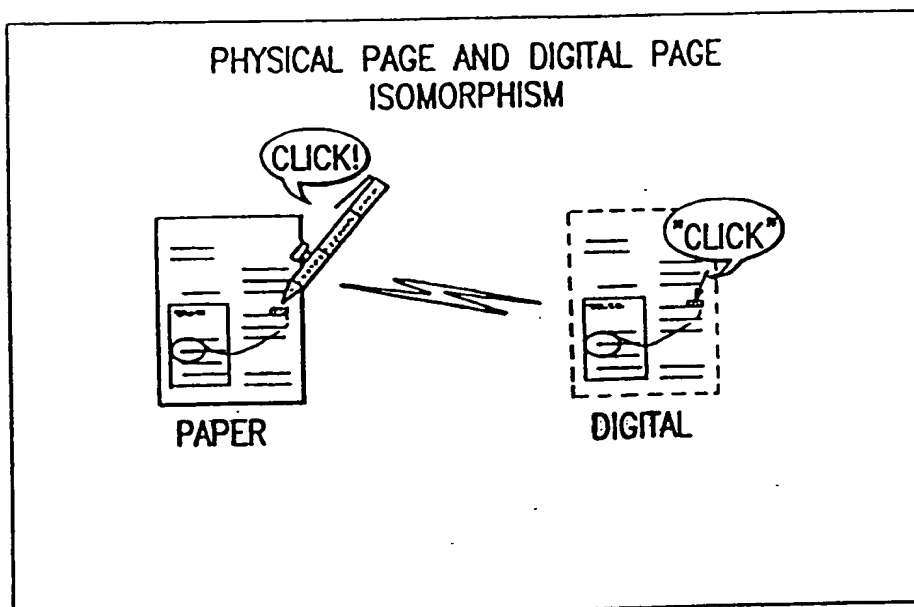 PHYSICAL PAGE AND DIGITAL PAGE
ISOMORPHISM
CLICK!
"CLICK"
PAPER
DIGITAL